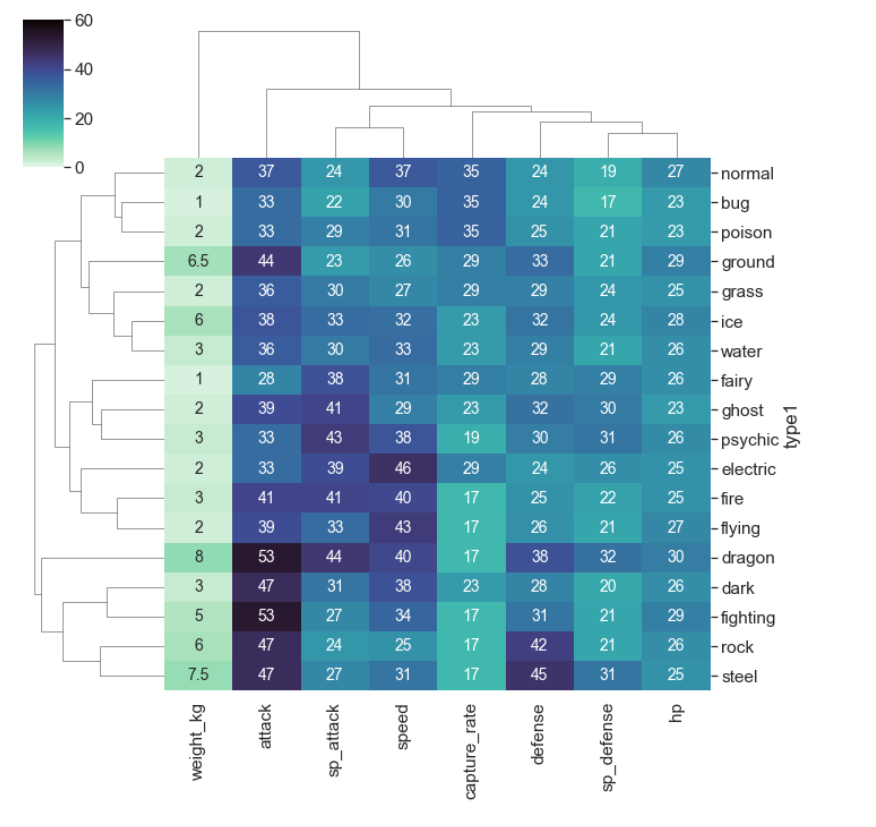 60
40
20
0
2 37 24 37 35 24 19 27 normal
1 33 22 30 35 24 17 23 bug
2 33 29 31 35 25 21 23 poison
6.5 44 23 26 29 33 21 29 ground
2 36 30 27 29 29 24 25 grass
6 38 33 32 23 32 24 28 ice
3 36 30 33 23 29 21 26 water
1 28 38 31 29 28 29 26 fairy
2 39 41 29 23 32 30 23 ghost
3 33 43 38 19 30 31 26 psychic
2 33 39 46 29 24 26 25 electric
3 41 41 40 17 25 22 25 fire
2 39 33 43 17 26 21 27 flying
8 53 44 40 17 38 32 30 dragon
3 47 31 38 23 28 20 26 dark
5 53 27 34 17 31 21 29 fighting
6 47 24 25 17 42 21 26 rock
7.5 47 27 31 17 45 31 25 steel
type1
weight_kg
attack
sp_attack
speed
capture_rate
defense
sp_defense
hp